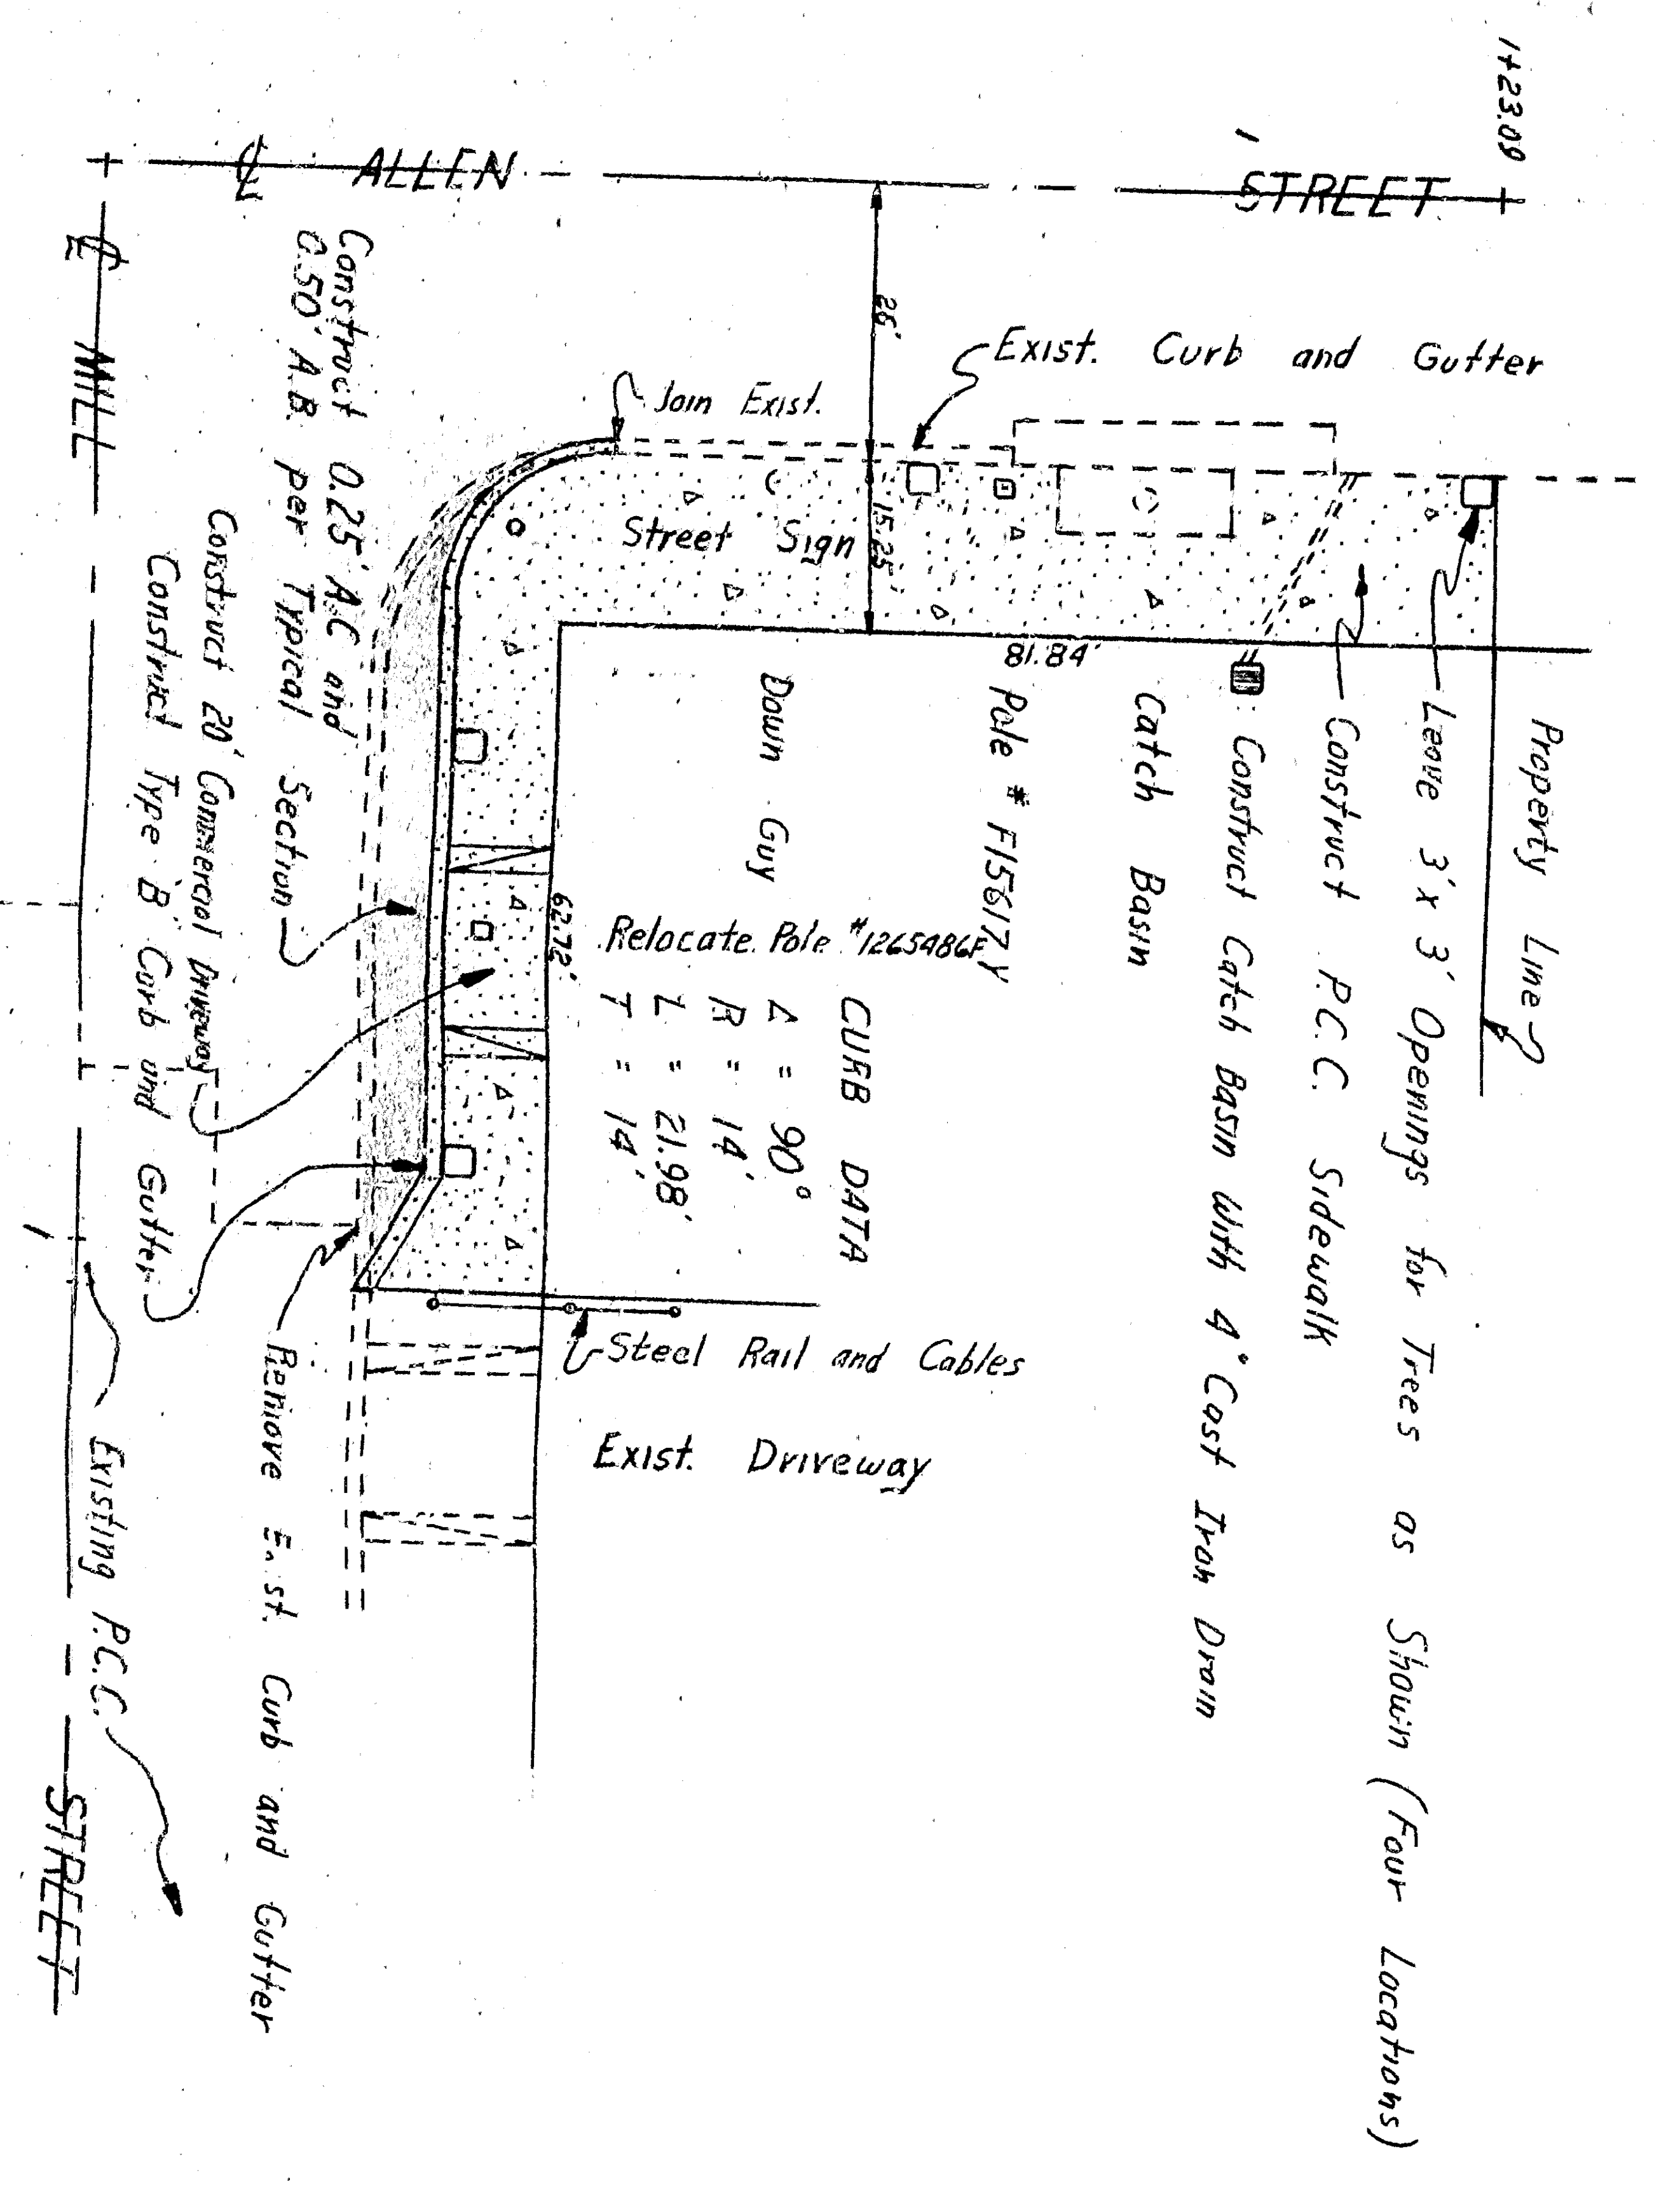 1+23.09
℄ ALLEN STREET
℄ MILL STREET
26'
15.25
Exist. Curb and Gutter
Join Exist.
Street Sign
81.84'
62.72'
Property Line
Leave 3' x 3' Openings for Trees as Shown (Four Locations)
Construct P.C.C. Sidewalk
Construct Catch Basin With 4" Cast Iron Drain
Catch Basin
Pole # F15617Y
Down Guy
Relocate Pole #1265486F
CURB DATA
Δ = 90°
R = 14'
L = 21.98'
T = 14'
Construct 0.25' A.C and
0.50' A.B. per Typical Section
Construct 20' Commercial Driveway
Construct Type B Curb and Gutter
Remove Exist. Curb and Gutter
Steel Rail and Cables
Exist. Driveway
Existing P.C.C.